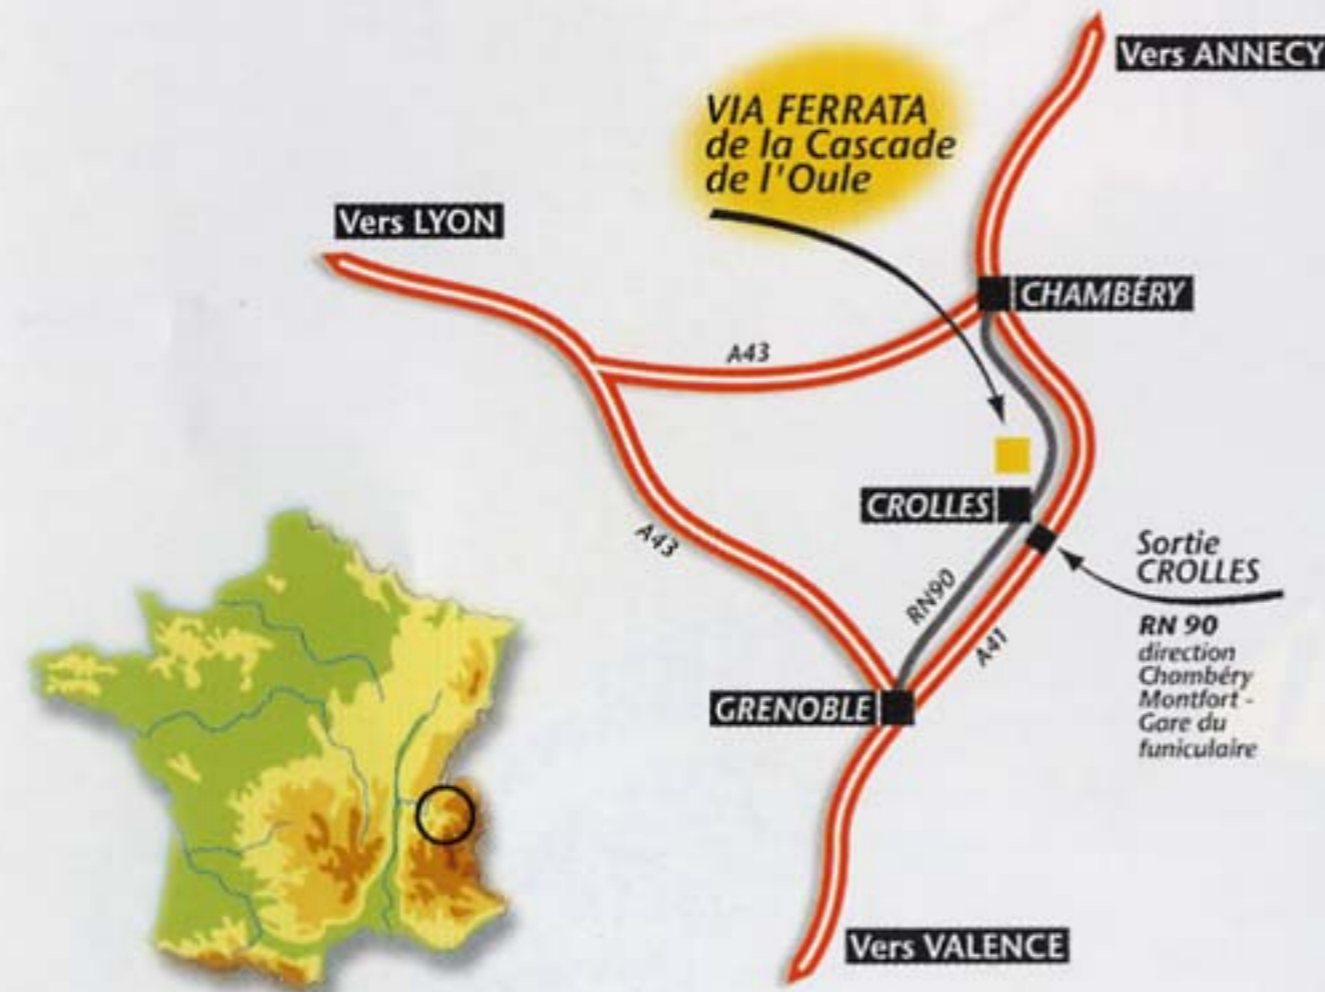 Vers ANNECY
VIA FERRATA
de la Cascade
de l'Oule
Vers LYON
CHAMBÉRY
A43
CROLLES
A43
Sortie
CROLLES
RN90
A41
RN 90
direction
Chambéry
Montfort -
Gare du
funiculaire
GRENOBLE
Vers VALENCE